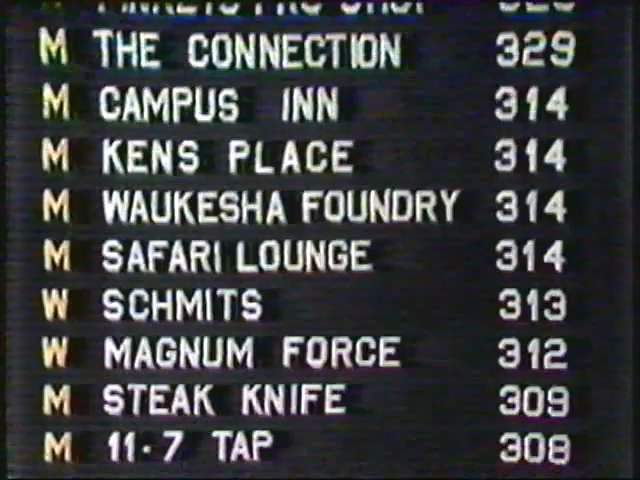 M THE CONNECTION 329
M CAMPUS INN 314
M KENS PLACE 314
M WAUKESHA FOUNDRY 314
M SAFARI LOUNGE 314
W SCHMITS 313
W MAGNUM FORCE 312
M STEAK KNIFE 309
M 11-7 TAP 308